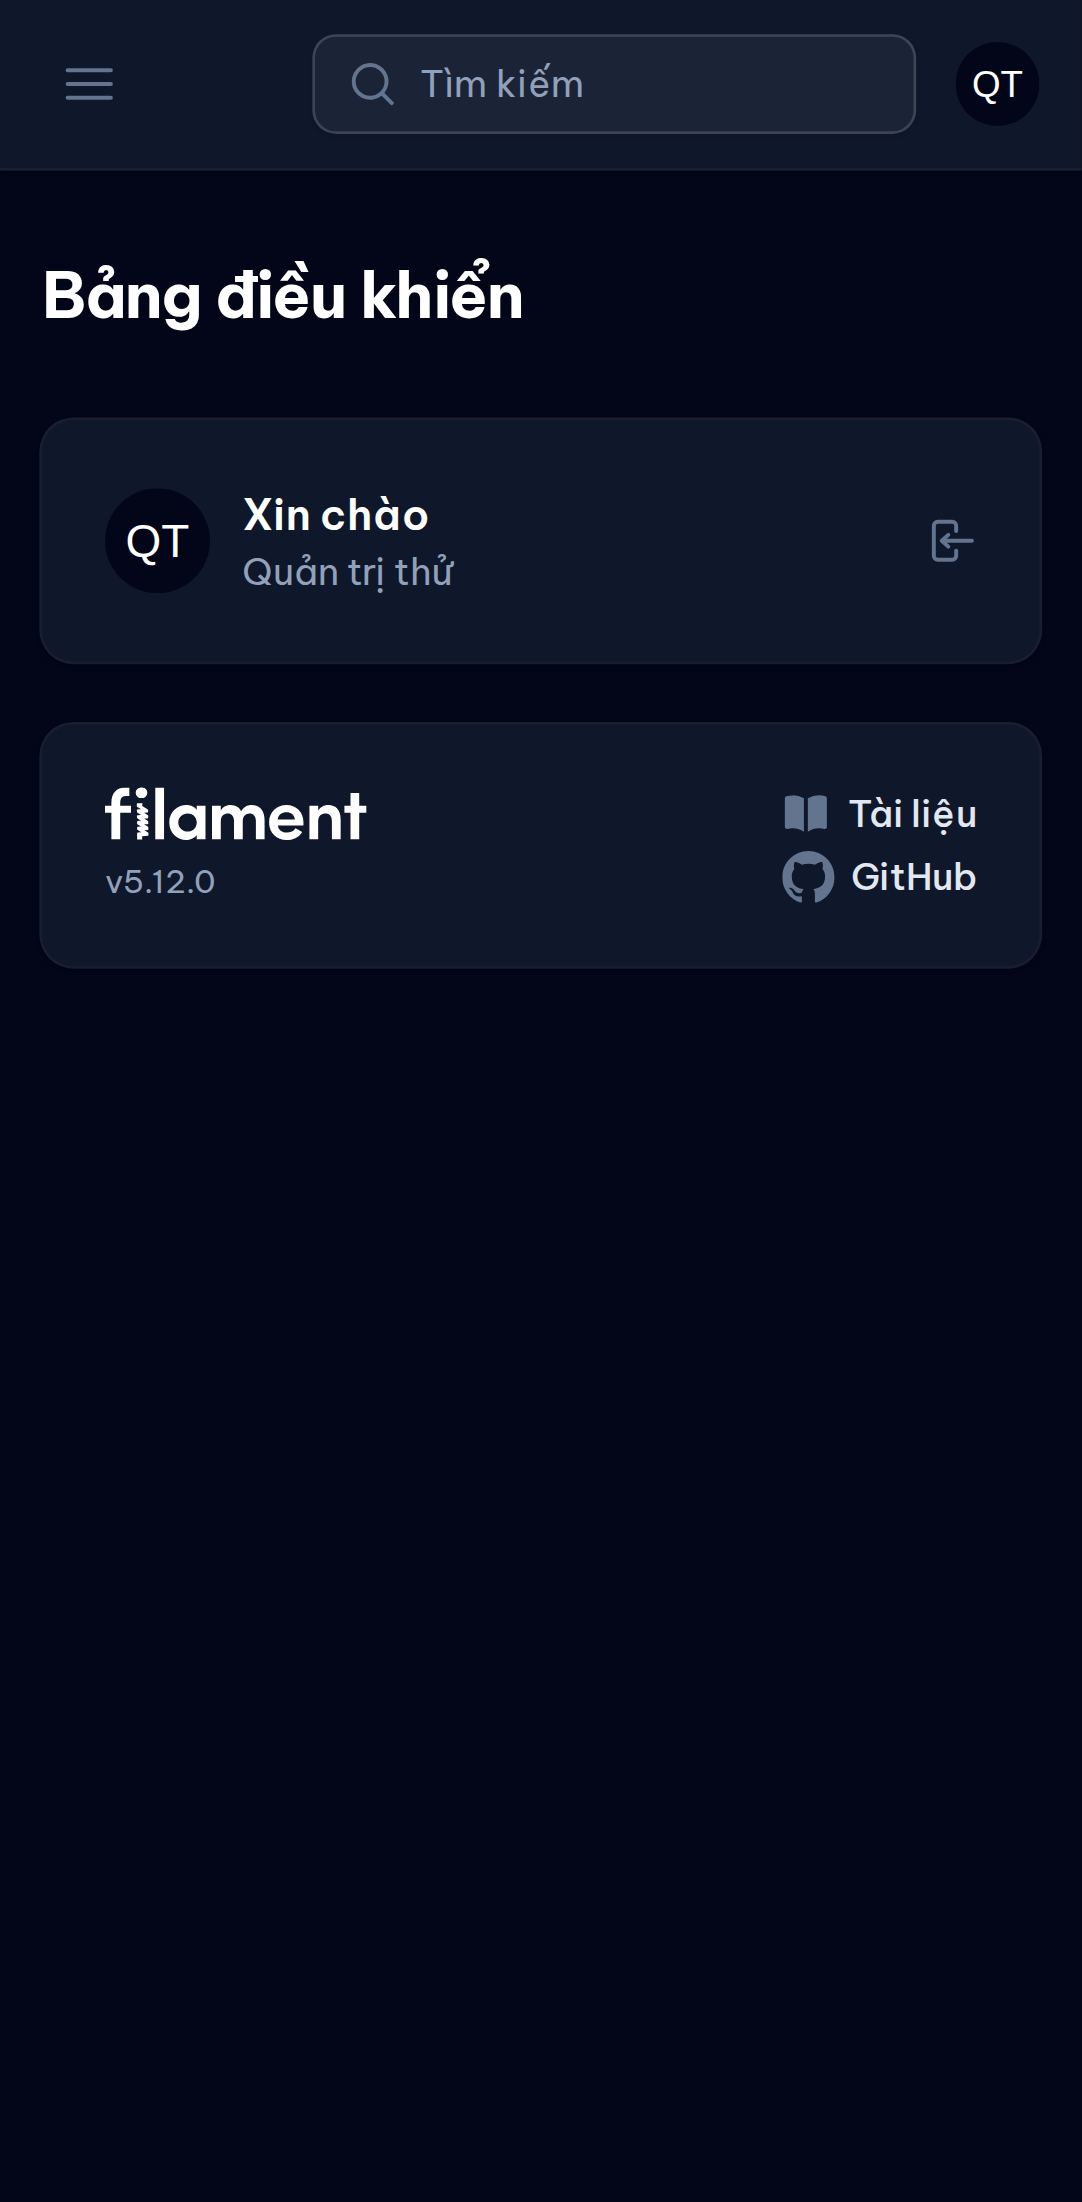 Tìm kiếm
QT
Bảng điều khiển
QT
Xin chào
Quản trị thử
filament
v5.12.0
Tài liệu
GitHub